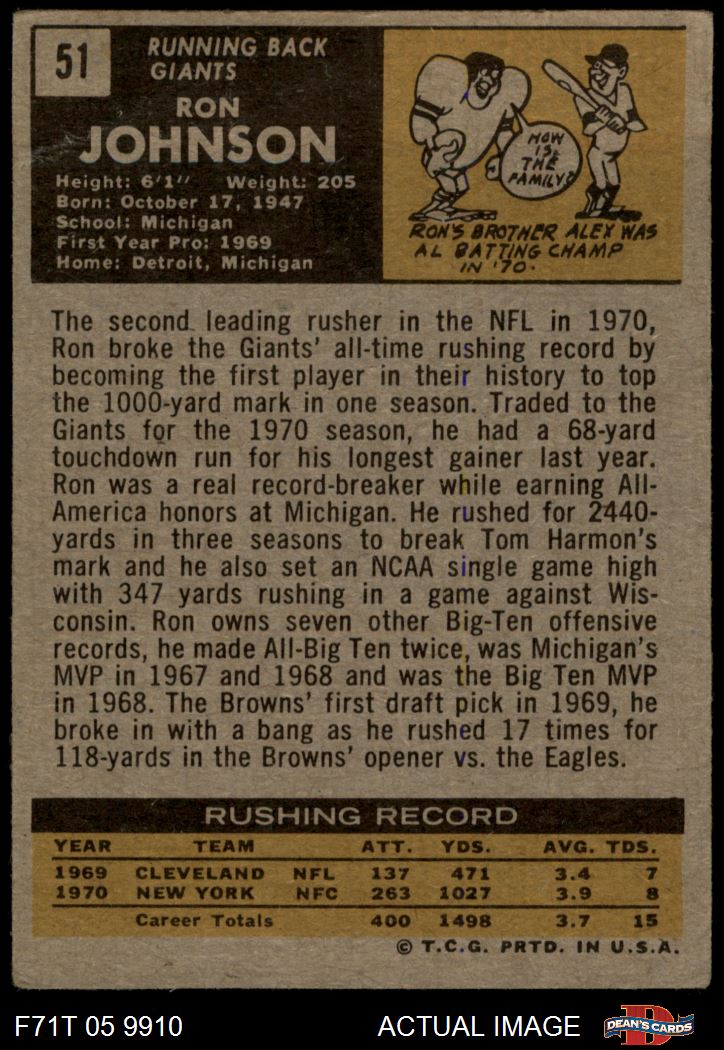 51
RUNNING BACK
GIANTS
RON
JOHNSON
Height: 6'1" Weight: 205
Born: October 17, 1947
School: Michigan
First Year Pro: 1969
Home: Detroit, Michigan
HOW
IS
THE
FAMILY?
RON'S BROTHER ALEX WAS
AL BATTING CHAMP
IN '70.
The second leading rusher in the NFL in 1970,
Ron broke the Giants' all-time rushing record by
becoming the first player in their history to top
the 1000-yard mark in one season. Traded to the
Giants for the 1970 season, he had a 68-yard
touchdown run for his longest gainer last year.
Ron was a real record-breaker while earning All-
America honors at Michigan. He rushed for 2440-
yards in three seasons to break Tom Harmon's
mark and he also set an NCAA single game high
with 347 yards rushing in a game against Wis-
consin. Ron owns seven other Big-Ten offensive
records, he made All-Big Ten twice, was Michigan's
MVP in 1967 and 1968 and was the Big Ten MVP
in 1968. The Browns' first draft pick in 1969, he
broke in with a bang as he rushed 17 times for
118-yards in the Browns' opener vs. the Eagles.
RUSHING RECORD
YEAR TEAM ATT. YDS. AVG. TDS.
1969 CLEVELAND NFL 137 471 3.4 7
1970 NEW YORK NFC 263 1027 3.9 8
Career Totals 400 1498 3.7 15
© T.C.G. PRTD. IN U.S.A.
F71T 05 9910 ACTUAL IMAGE DEAN'S CARDS